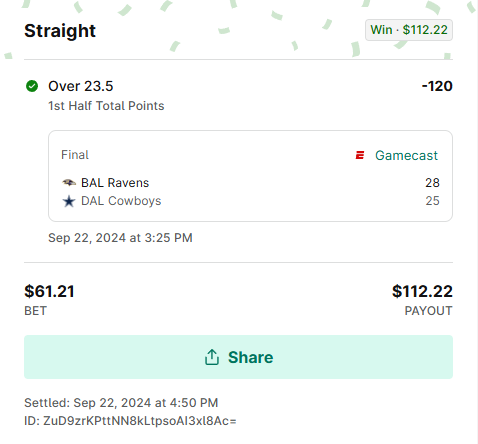 Straight
Win · $112.22
Over 23.5
-120
1st Half Total Points
Final
Gamecast
BAL Ravens
28
DAL Cowboys
25
Sep 22, 2024 at 3:25 PM
$61.21
$112.22
BET
PAYOUT
Share
Settled: Sep 22, 2024 at 4:50 PM
ID: ZuD9zrKPttNN8kLtpsoAI3xl8Ac=